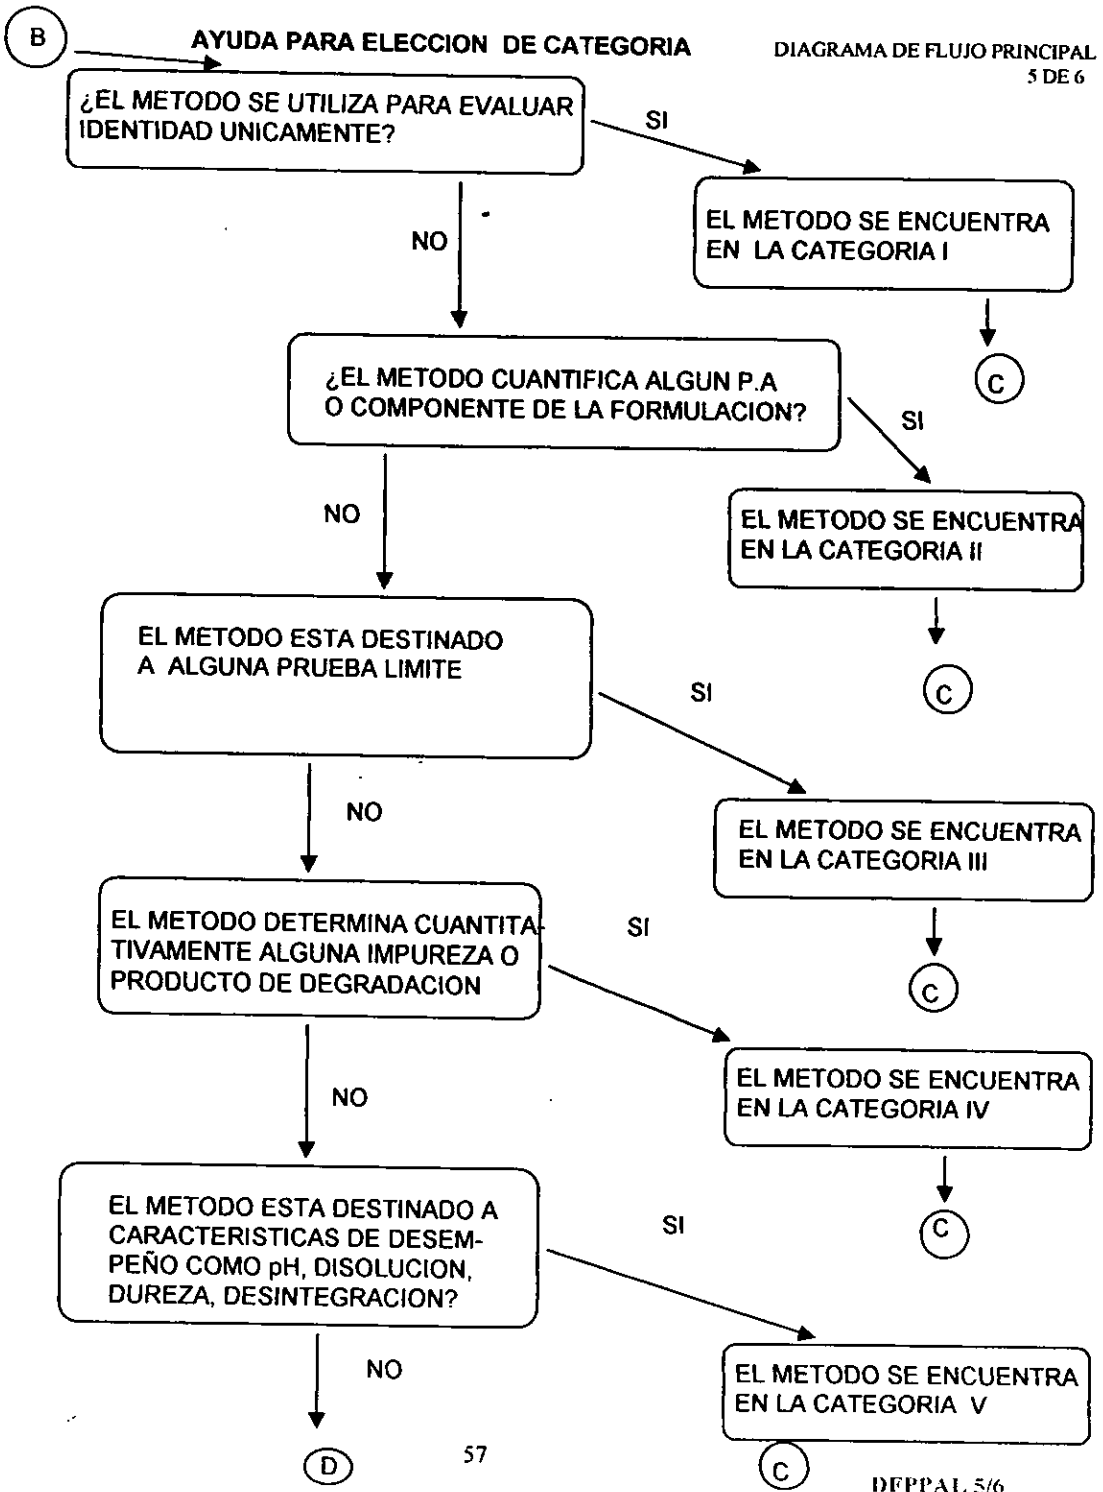 B
AYUDA PARA ELECCION DE CATEGORIA
DIAGRAMA DE FLUJO PRINCIPAL
5 DE 6
¿EL METODO SE UTILIZA PARA EVALUAR
IDENTIDAD UNICAMENTE?
SI
EL METODO SE ENCUENTRA
EN LA CATEGORIA I
NO
C
¿EL METODO CUANTIFICA ALGUN P.A
O COMPONENTE DE LA FORMULACION?
SI
NO
EL METODO SE ENCUENTRA
EN LA CATEGORIA II
C
EL METODO ESTA DESTINADO
A ALGUNA PRUEBA LIMITE
SI
NO
EL METODO SE ENCUENTRA
EN LA CATEGORIA III
C
EL METODO DETERMINA CUANTITA-
TIVAMENTE ALGUNA IMPUREZA O
PRODUCTO DE DEGRADACION
SI
NO
EL METODO SE ENCUENTRA
EN LA CATEGORIA IV
C
EL METODO ESTA DESTINADO A
CARACTERISTICAS DE DESEM-
PEÑO COMO pH, DISOLUCION,
DUREZA, DESINTEGRACION?
SI
NO
EL METODO SE ENCUENTRA
EN LA CATEGORIA V
C
D
57
DFPPAL 5/6